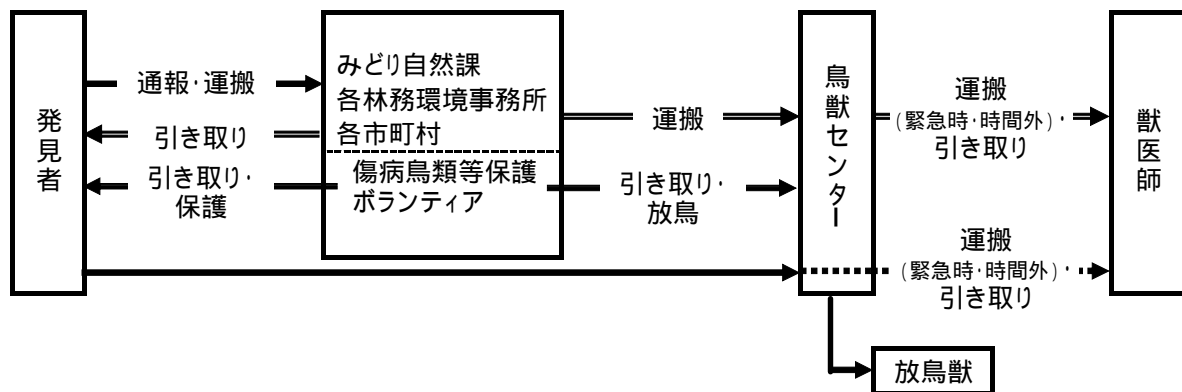 発見者
通報・運搬
引き取り
引き取り・
保護
みどり自然課
各林務環境事務所
各市町村
傷病鳥類等保護
ボランティア
運搬
引き取り・
放鳥
鳥獣センター
運搬
(緊急時・時間外)・
引き取り
運搬
(緊急時・時間外)・
引き取り
獣医師
放鳥獣